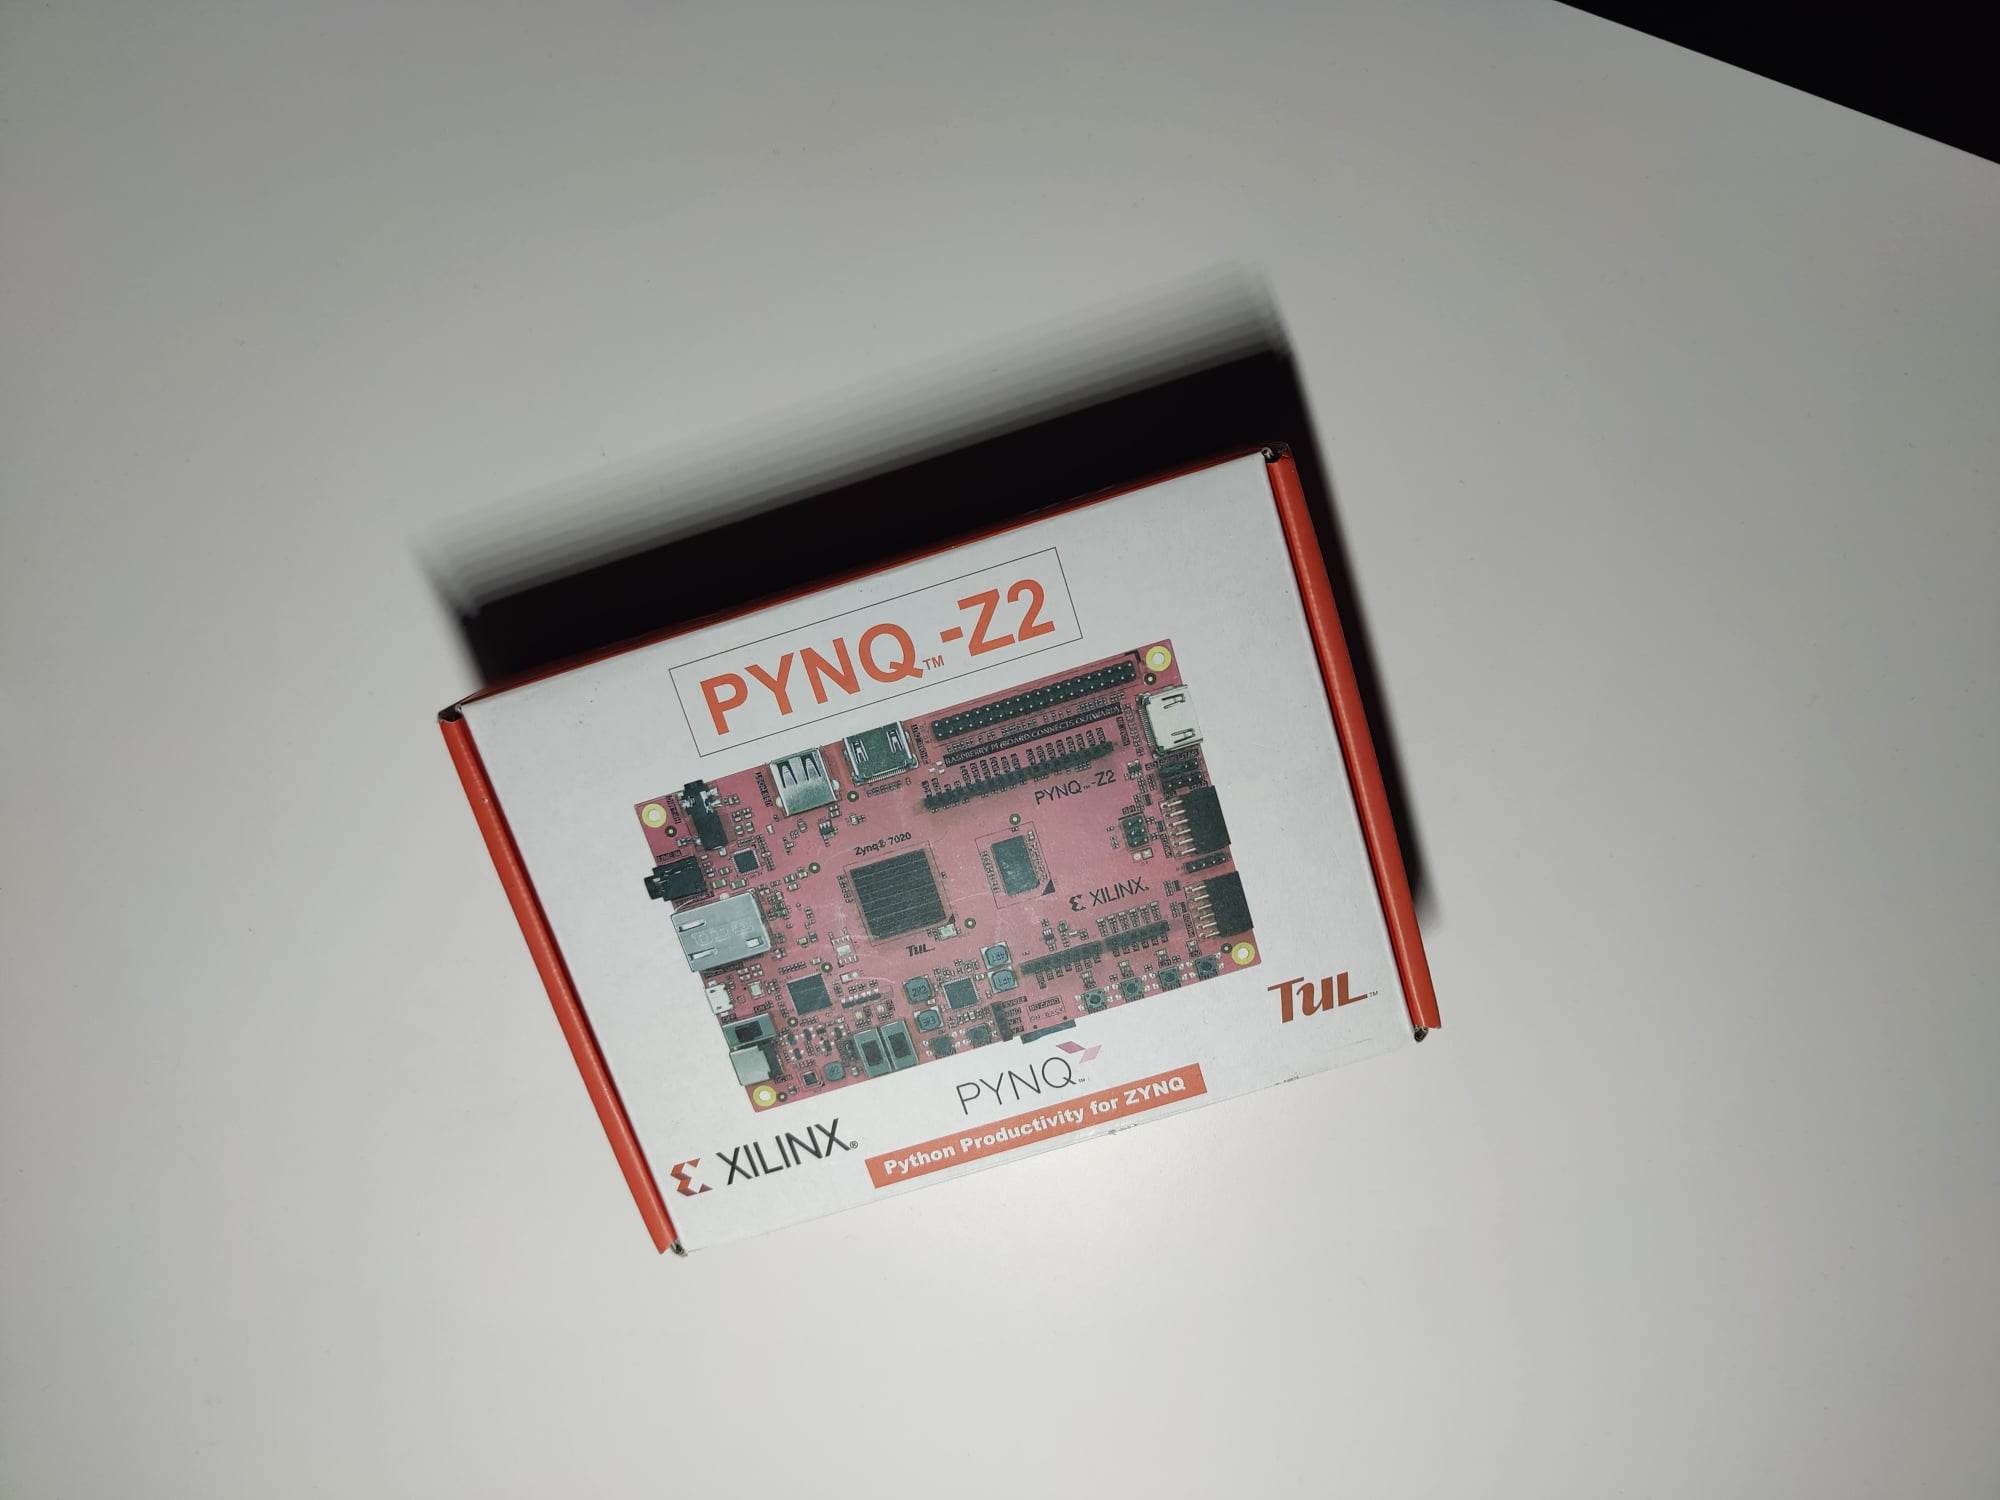 PYNQ™-Z2
RASPBERRY PI (BOARD CONNECTS OUTWARD)
PYNQ™-Z2
Zynq® 7020
XILINX®
TUL
TUL™
PYNQ™
Python Productivity for ZYNQ
XILINX®